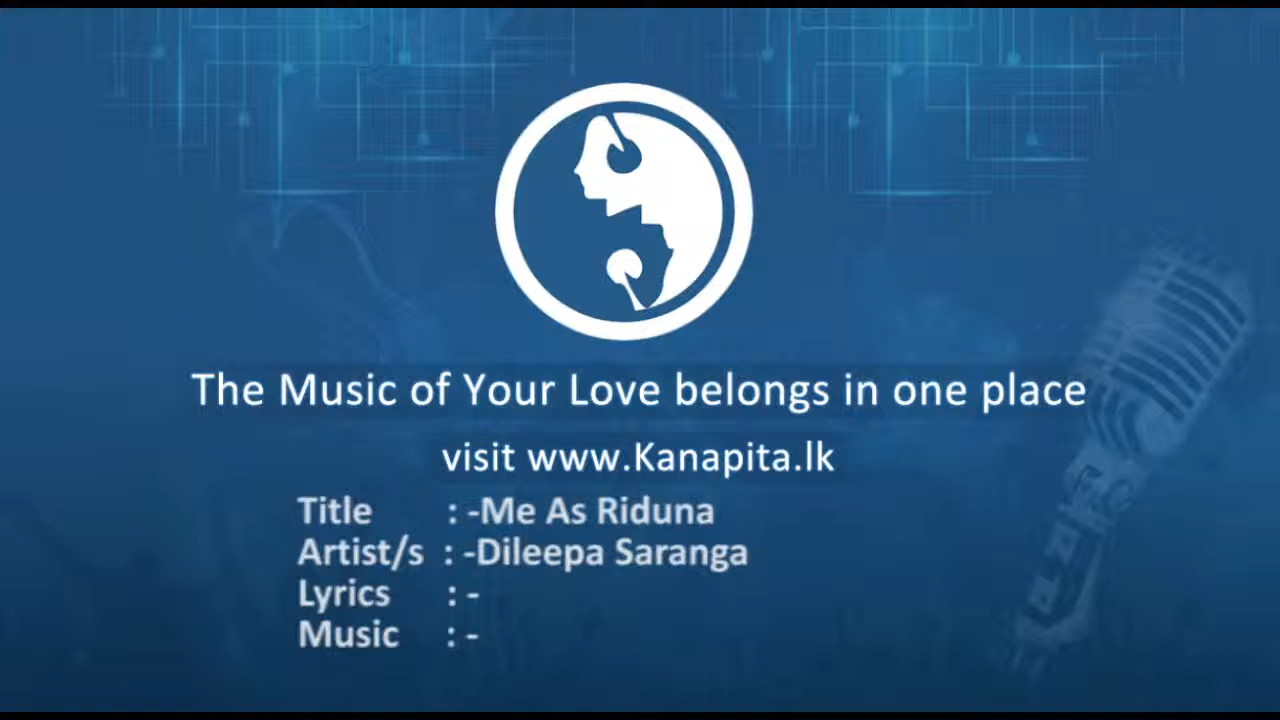 The Music of Your Love belongs in one place
visit www.Kanapita.lk
Title : -Me As Riduna
Artist/s : -Dileepa Saranga
Lyrics : -
Music : -